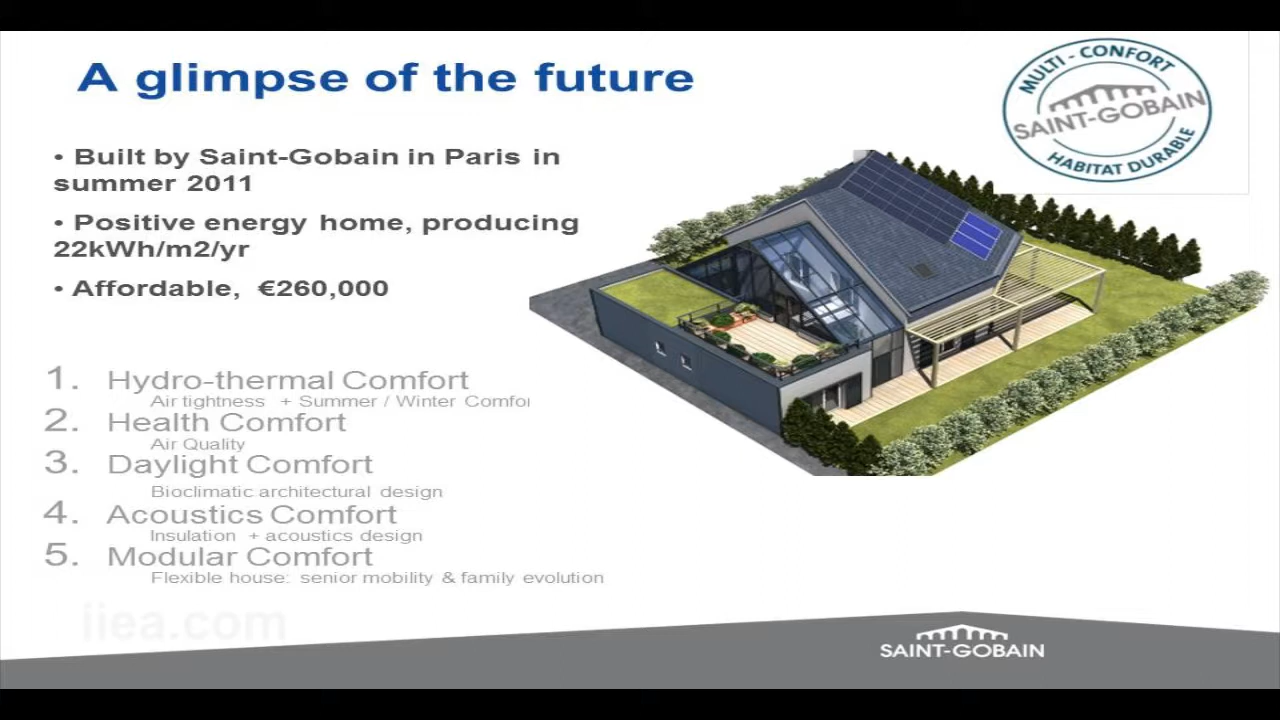 A glimpse of the future
MULTI - CONFORT
SAINT-GOBAIN
HABITAT DURABLE
• Built by Saint-Gobain in Paris in
summer 2011
• Positive energy home, producing
22kWh/m2/yr
• Affordable, €260,000
1. Hydro-thermal Comfort
Air tightness + Summer / Winter
2. Health Comfort
Air Quality
3. Daylight Comfort
Bioclimatic architectural design
4. Acoustics Comfort
Insulation + acoustics design
5. Modular Comfort
Flexible house: senior mobility & family evolution
iiea.com
SAINT-GOBAIN